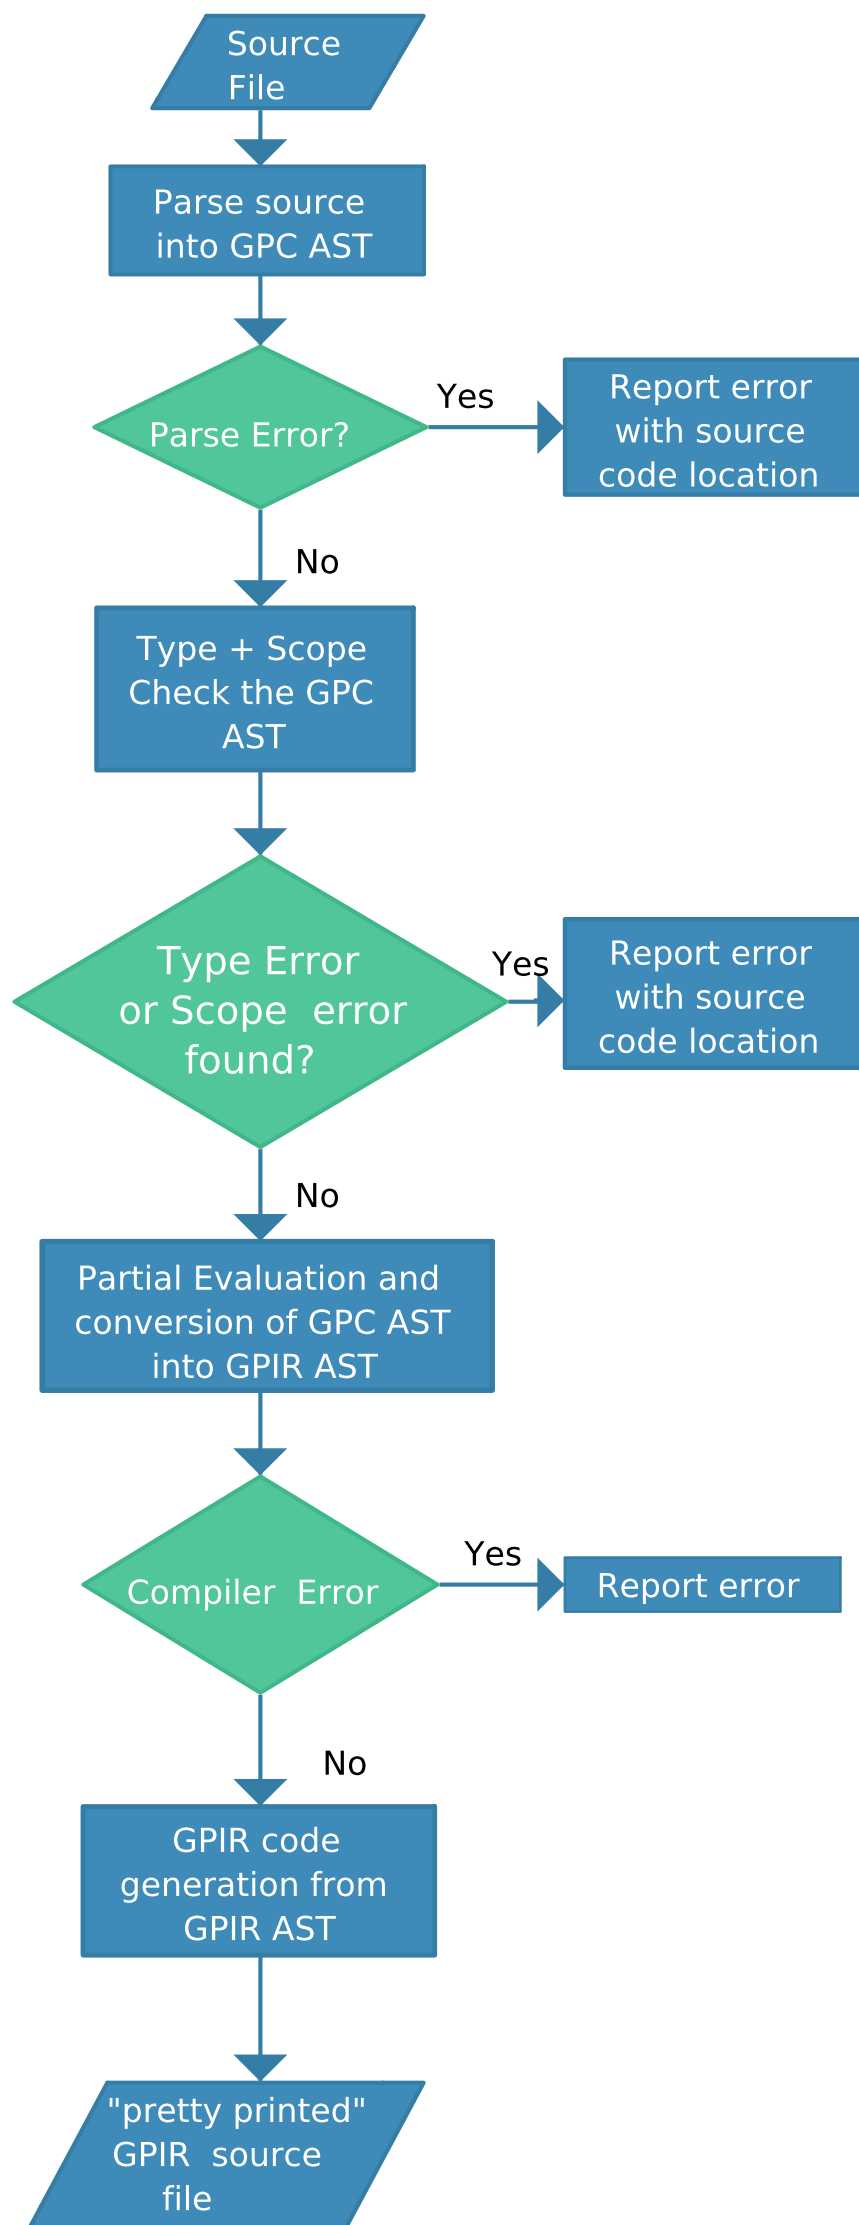 Source
File
Parse source
into GPC AST
Parse Error?
Yes
Report error
with source
code location
No
Type + Scope
Check the GPC
AST
Type Error
or Scope  error
found?
Yes
Report error
with source
code location
No
Partial Evaluation and
conversion of GPC AST
into GPIR AST
Compiler  Error
Yes
Report error
No
GPIR code
generation from
GPIR AST
"pretty printed"
GPIR  source
file